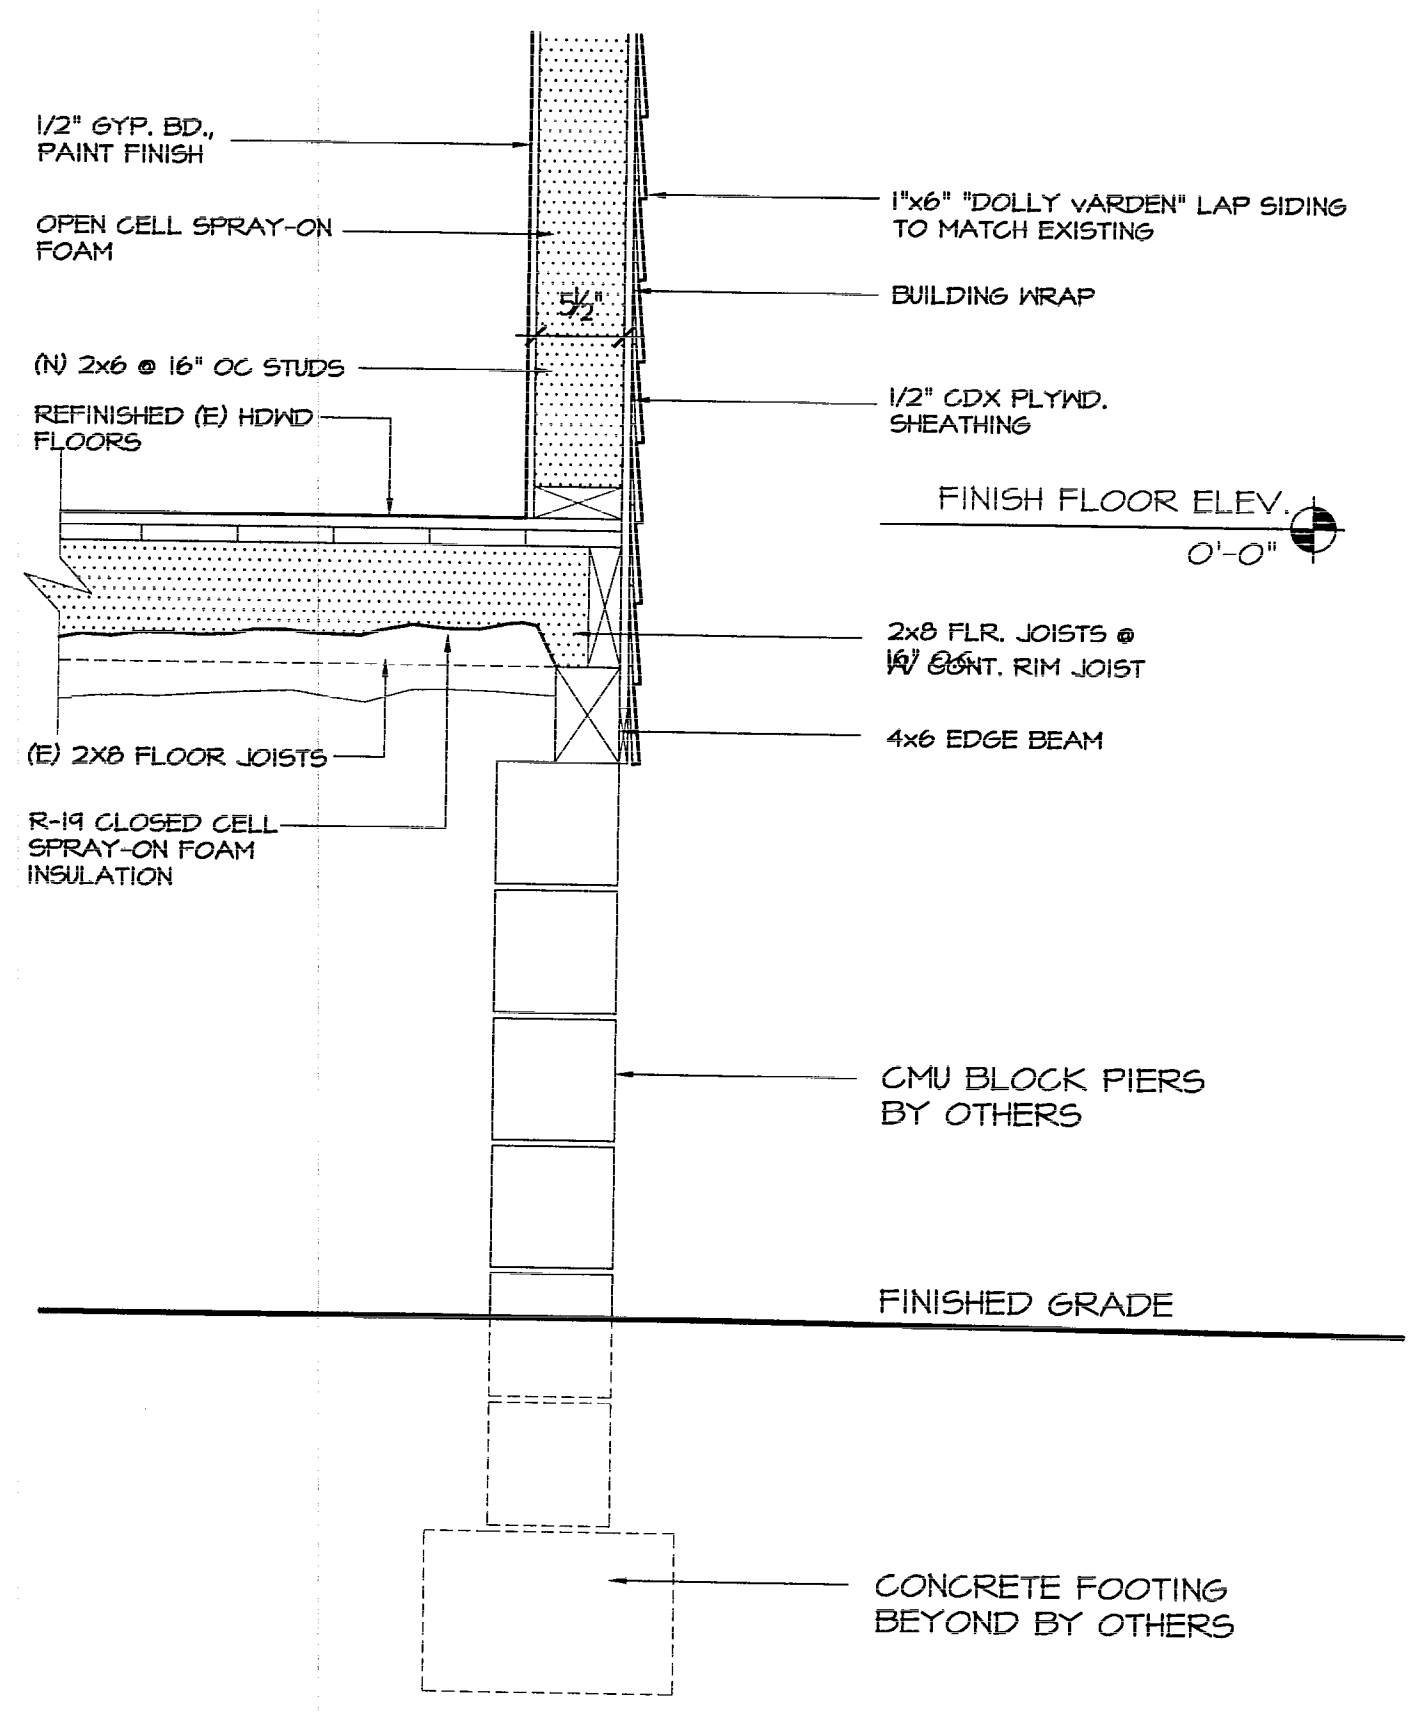 1/2" GYP. BD.,
PAINT FINISH
OPEN CELL SPRAY-ON
FOAM
(N) 2x6 @ 16" OC STUDS
REFINISHED (E) HDWD
FLOORS
(E) 2X8 FLOOR JOISTS
R-19 CLOSED CELL
SPRAY-ON FOAM
INSULATION
5½"
1"x6" "DOLLY VARDEN" LAP SIDING
TO MATCH EXISTING
BUILDING WRAP
1/2" CDX PLYWD.
SHEATHING
FINISH FLOOR ELEV.
0'-0"
2x8 FLR. JOISTS @
16" OC
W/ CONT. RIM JOIST
4x6 EDGE BEAM
CMU BLOCK PIERS
BY OTHERS
FINISHED GRADE
CONCRETE FOOTING
BEYOND BY OTHERS